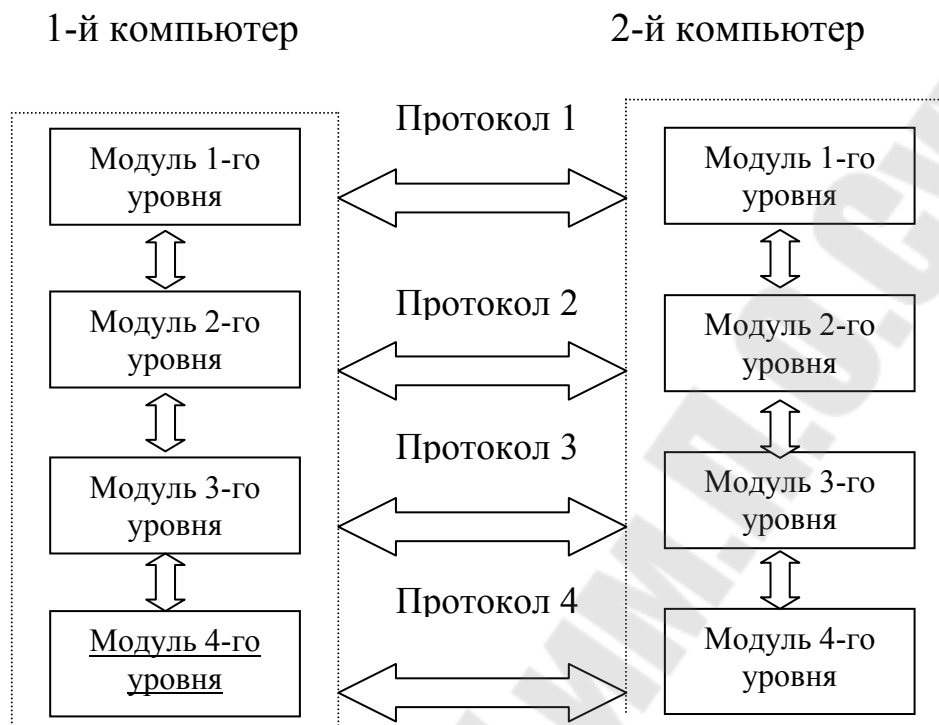 1-й компьютер
2-й компьютер
Протокол 1
Модуль 1-го
уровня
Модуль 1-го
уровня
Протокол 2
Модуль 2-го
уровня
Модуль 2-го
уровня
Протокол 3
Модуль 3-го
уровня
Модуль 3-го
уровня
Протокол 4
Модуль 4-го
уровня
Модуль 4-го
уровня